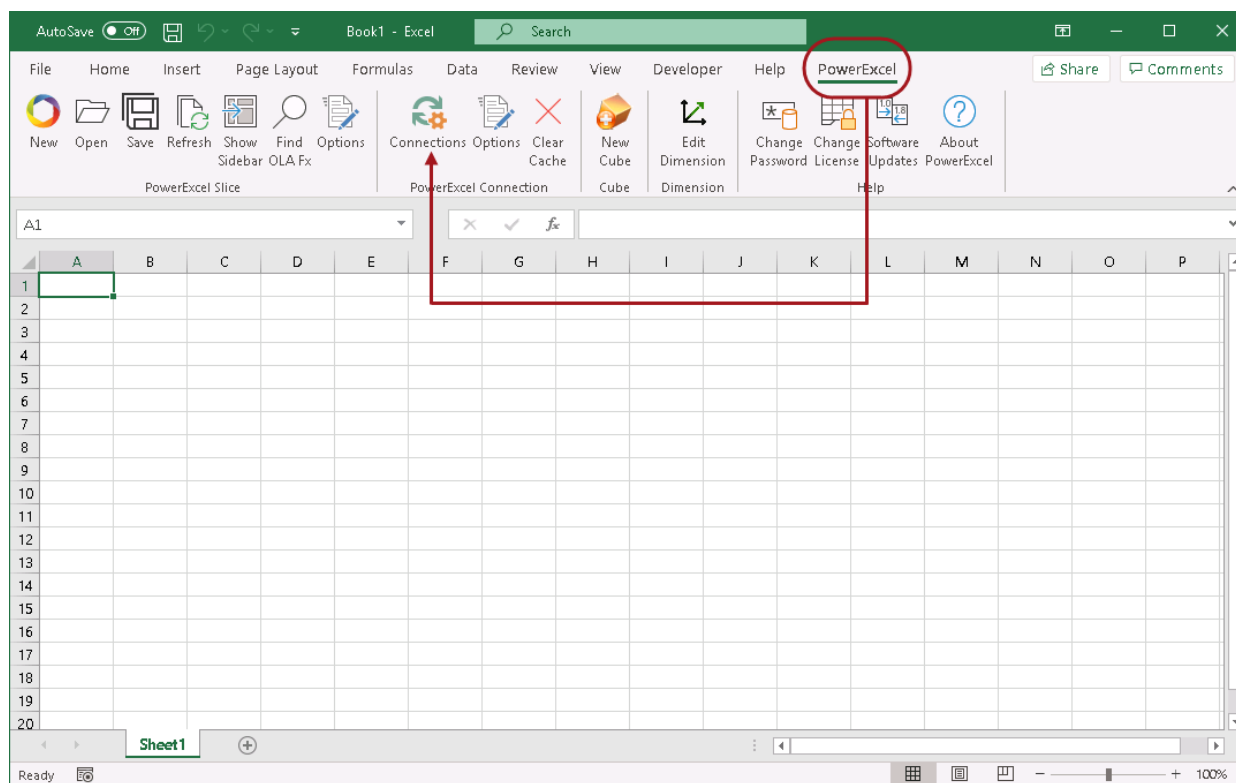 AutoSave Off Book1 - Excel Search
File Home Insert Page Layout Formulas Data Review View Developer Help PowerExcel Share Comments
New Open Save Refresh Show Sidebar Find OLA Fx Options Connections Options Clear Cache New Cube Edit Dimension Change Password Change License Software Updates About PowerExcel
PowerExcel Slice PowerExcel Connection Cube Dimension Help
A1 fx
A B C D E F G H I J K L M N O P
1
2
3
4
5
6
7
8
9
10
11
12
13
14
15
16
17
18
19
20
Sheet1
Ready 100%